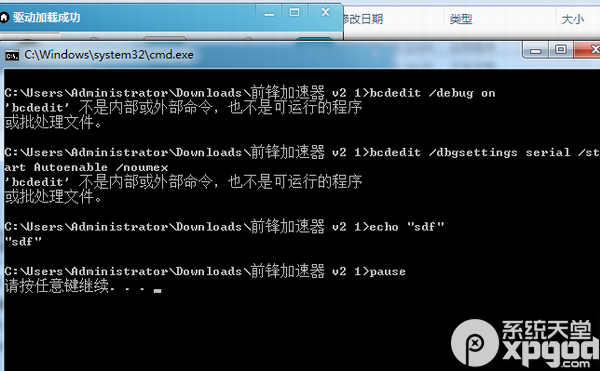 驱动加载成功
修改日期 类型 大小
C:\Windows\system32\cmd.exe
C:\Users\Administrator\Downloads\前锋加速器 v2 1>bcdedit /debug on
'bcdedit' 不是内部或外部命令，也不是可运行的程序
或批处理文件。
C:\Users\Administrator\Downloads\前锋加速器 v2 1>bcdedit /dbgsettings serial /st
art Autoenable /noumex
'bcdedit' 不是内部或外部命令，也不是可运行的程序
或批处理文件。
C:\Users\Administrator\Downloads\前锋加速器 v2 1>echo "sdf"
"sdf"
C:\Users\Administrator\Downloads\前锋加速器 v2 1>pause
请按任意键继续. . .
系统天堂
xpgod.com